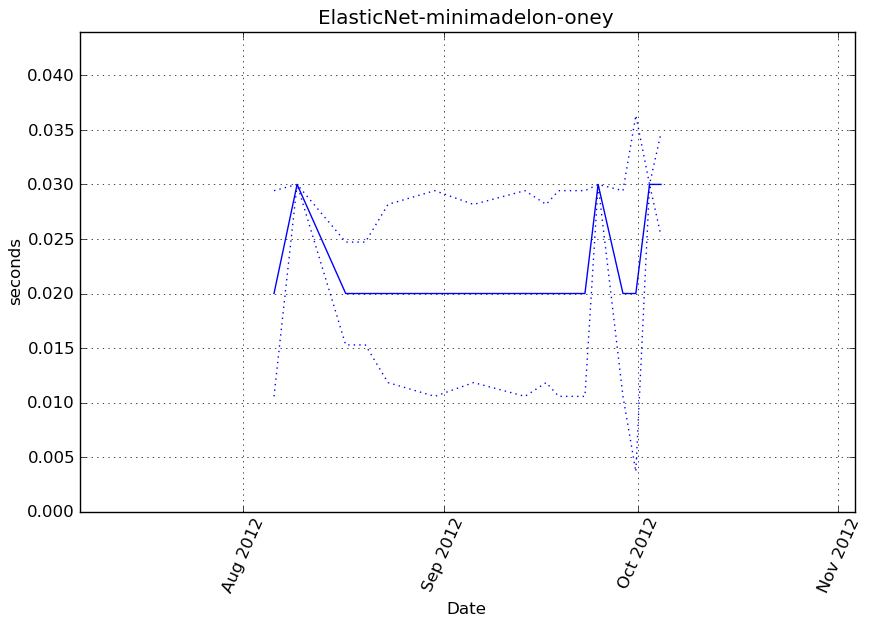 ElasticNet-minimadelon-oney
0.040
0.035
0.030
0.025
0.020
0.015
0.010
0.005
0.000
seconds
Aug 2012
Sep 2012
Oct 2012
Nov 2012
Date